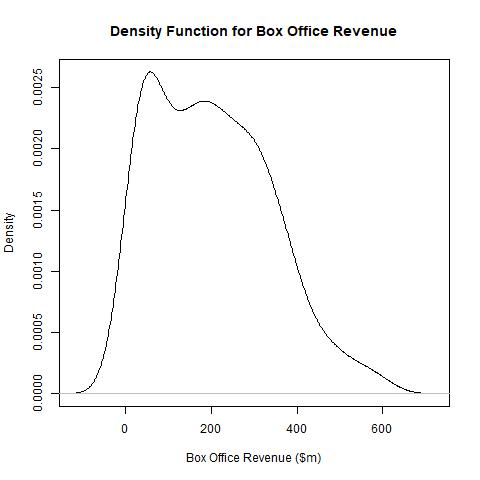 Density Function for Box Office Revenue
Density
0.0025
0.0020
0.0015
0.0010
0.0005
0.0000
0 200 400 600
Box Office Revenue ($m)